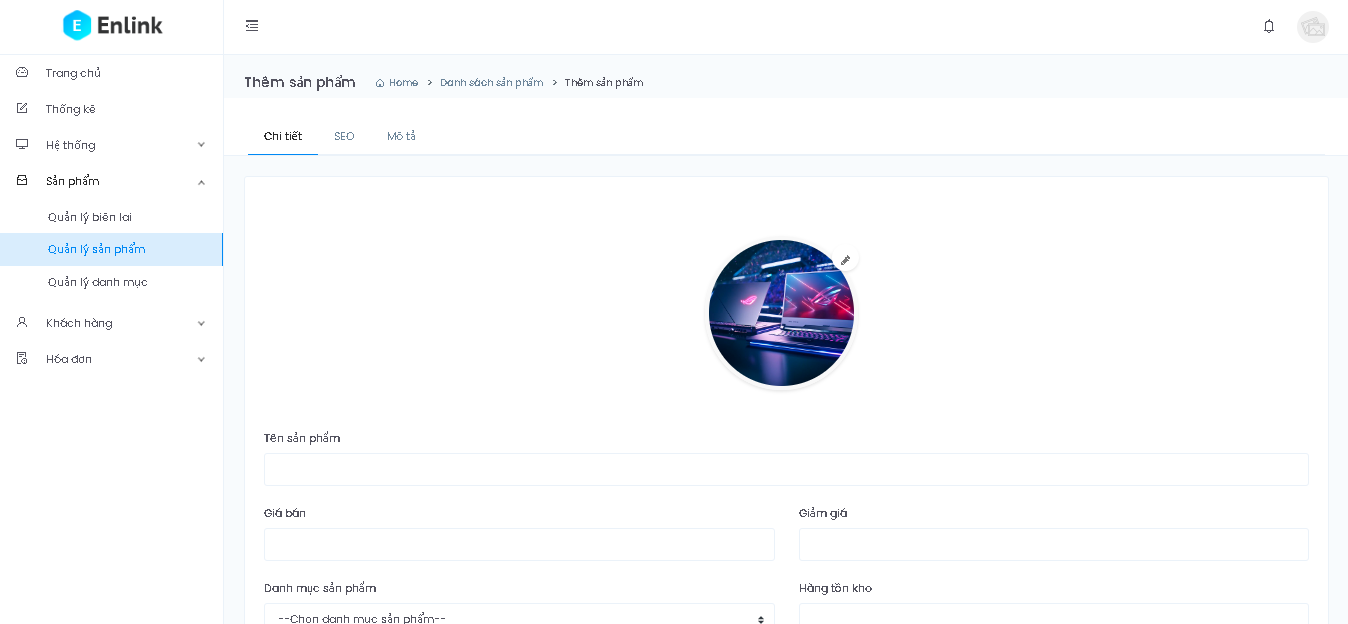 Enlink
Trang chủ
Thống kê
Hệ thống
Sản phẩm
Quản lý biên lai
Quản lý sản phẩm
Quản lý danh mục
Khách hàng
Hóa đơn
Thêm sản phẩm
Home > Danh sách sản phẩm > Thêm sản phẩm
Chi tiết SEO Mô tả
Tên sản phẩm
Giá bán Giảm giá
Danh mục sản phẩm Hàng tồn kho
--Chọn danh mục sản phẩm--